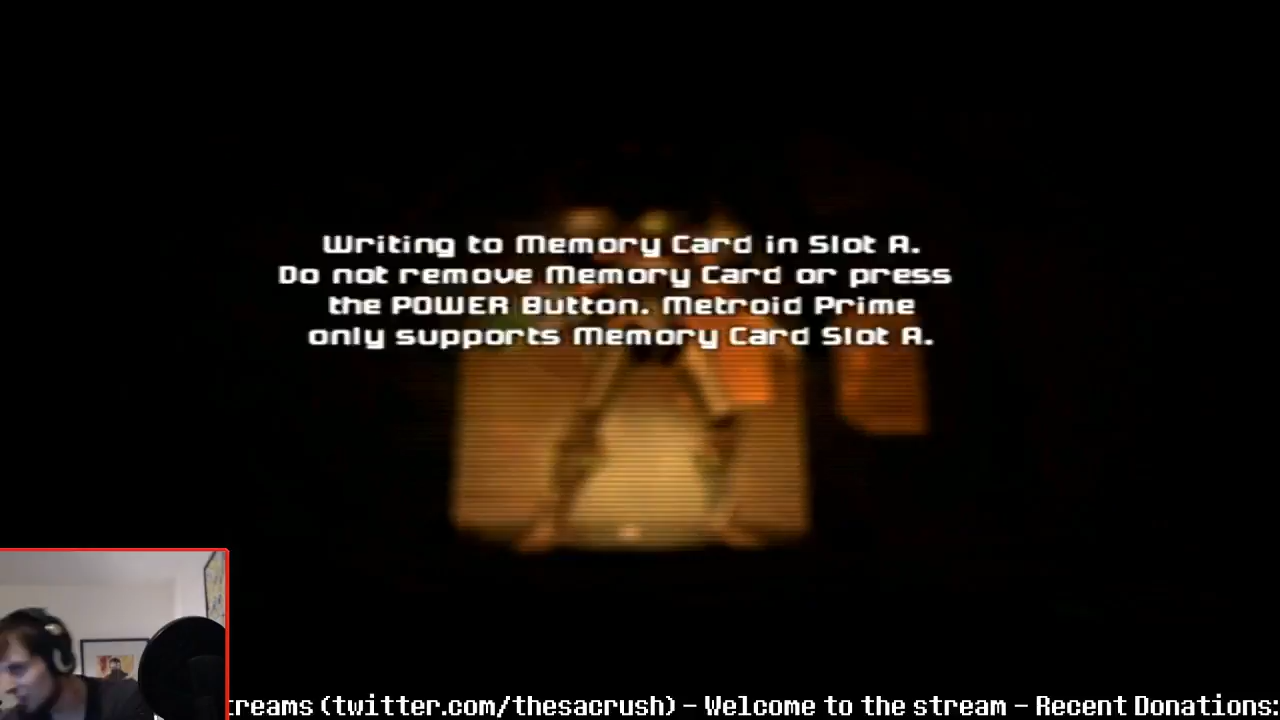 Writing to Memory Card in Slot A.
Do not remove Memory Card or press
the POWER Button. Metroid Prime
only supports Memory Card Slot A.
treams (twitter.com/thesacrush) - Welcome to the stream - Recent Donations: